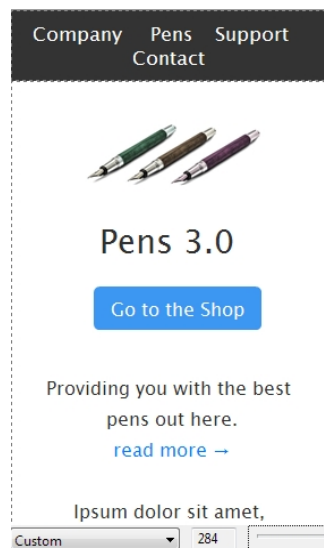 Company Pens Support
Contact
Pens 3.0
Go to the Shop
Providing you with the best
pens out here.
read more →
Ipsum dolor sit amet,
Custom 284